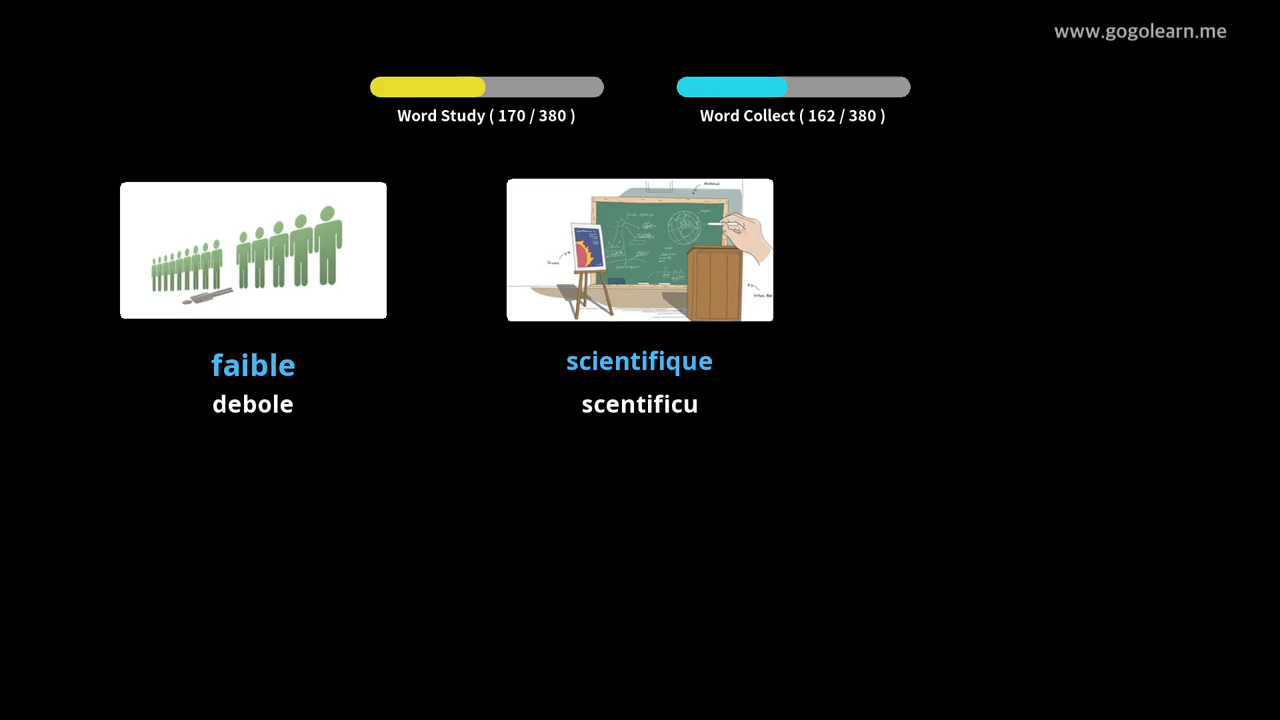 www.gogolearn.me
Word Study ( 170 / 380 )
Word Collect ( 162 / 380 )
faible
debole
scientifique
scentificu